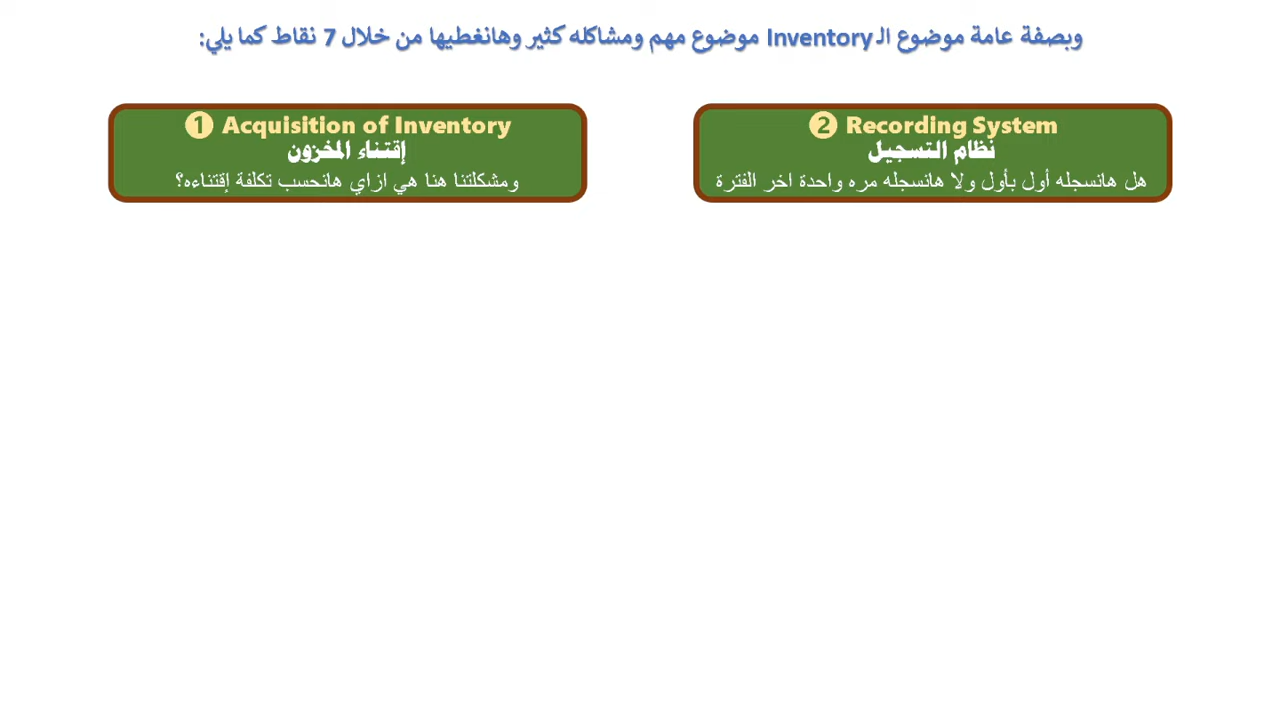 وبصفة عامة موضوع الـ Inventory موضوع مهم ومشاكله كثير وهانغطيها من خلال 7 نقاط كما يلي:
❶ Acquisition of Inventory
إقتناء المخزون
ومشكلتنا هنا هي ازاي هانحسب تكلفة إقتناءه؟
❷ Recording System
نظام التسجيل
هل هانسجله أول بأول ولا هانسجله مره واحدة اخر الفترة